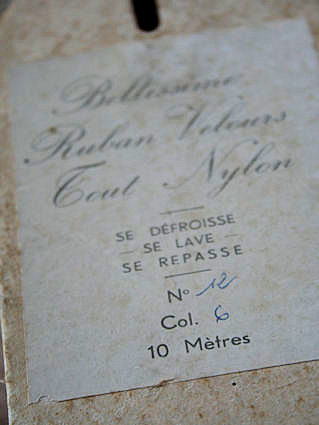 Bellissime
Ruban Velours
Tout Nylon
SE DÉFROISSE
SE LAVE
SE REPASSE
Nº 12
Col. 6
10 Mètres